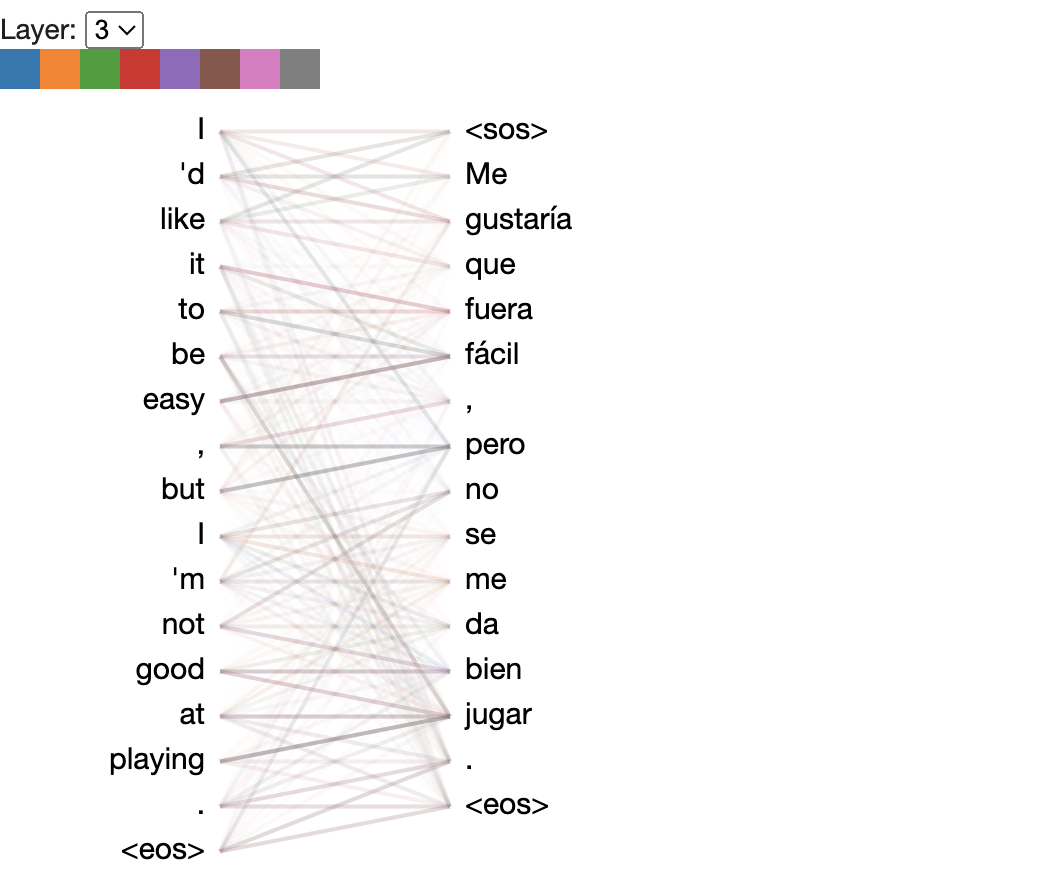 Layer: 3
I <sos>
'd Me
like gustaría
it que
to fuera
be fácil
easy ,
, pero
but no
I se
'm me
not da
good bien
at jugar
playing .
. <eos>
<eos>